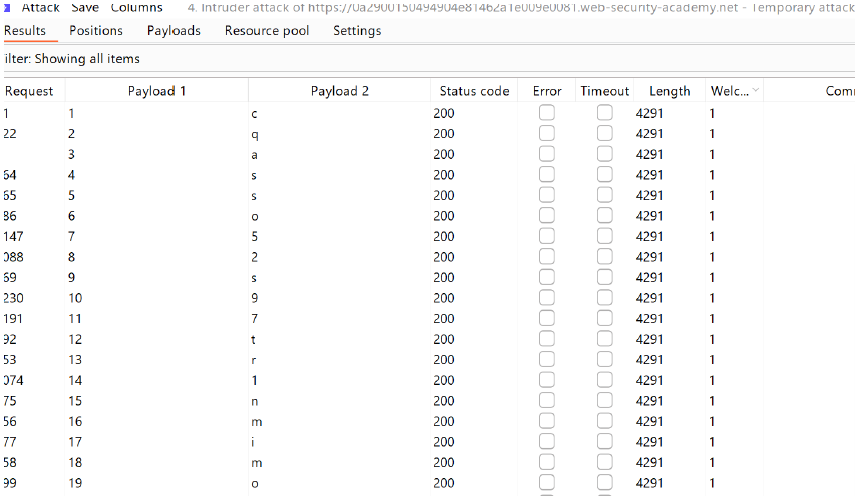 Attack Save Columns 4. Intruder attack of https://0a2900150494904e81462a1e009e0081.web-security-academy.net - Temporary attack
Results Positions Payloads Resource pool Settings
ilter: Showing all items
Request Payload 1 Payload 2 Status code Error Timeout Length Welc... Comm
1 1 c 200 4291 1
22 2 q 200 4291 1
3 a 200 4291 1
64 4 s 200 4291 1
65 5 s 200 4291 1
86 6 o 200 4291 1
147 7 5 200 4291 1
088 8 2 200 4291 1
69 9 s 200 4291 1
230 10 9 200 4291 1
191 11 7 200 4291 1
92 12 t 200 4291 1
53 13 r 200 4291 1
074 14 1 200 4291 1
75 15 n 200 4291 1
56 16 m 200 4291 1
77 17 i 200 4291 1
58 18 m 200 4291 1
99 19 o 200 4291 1